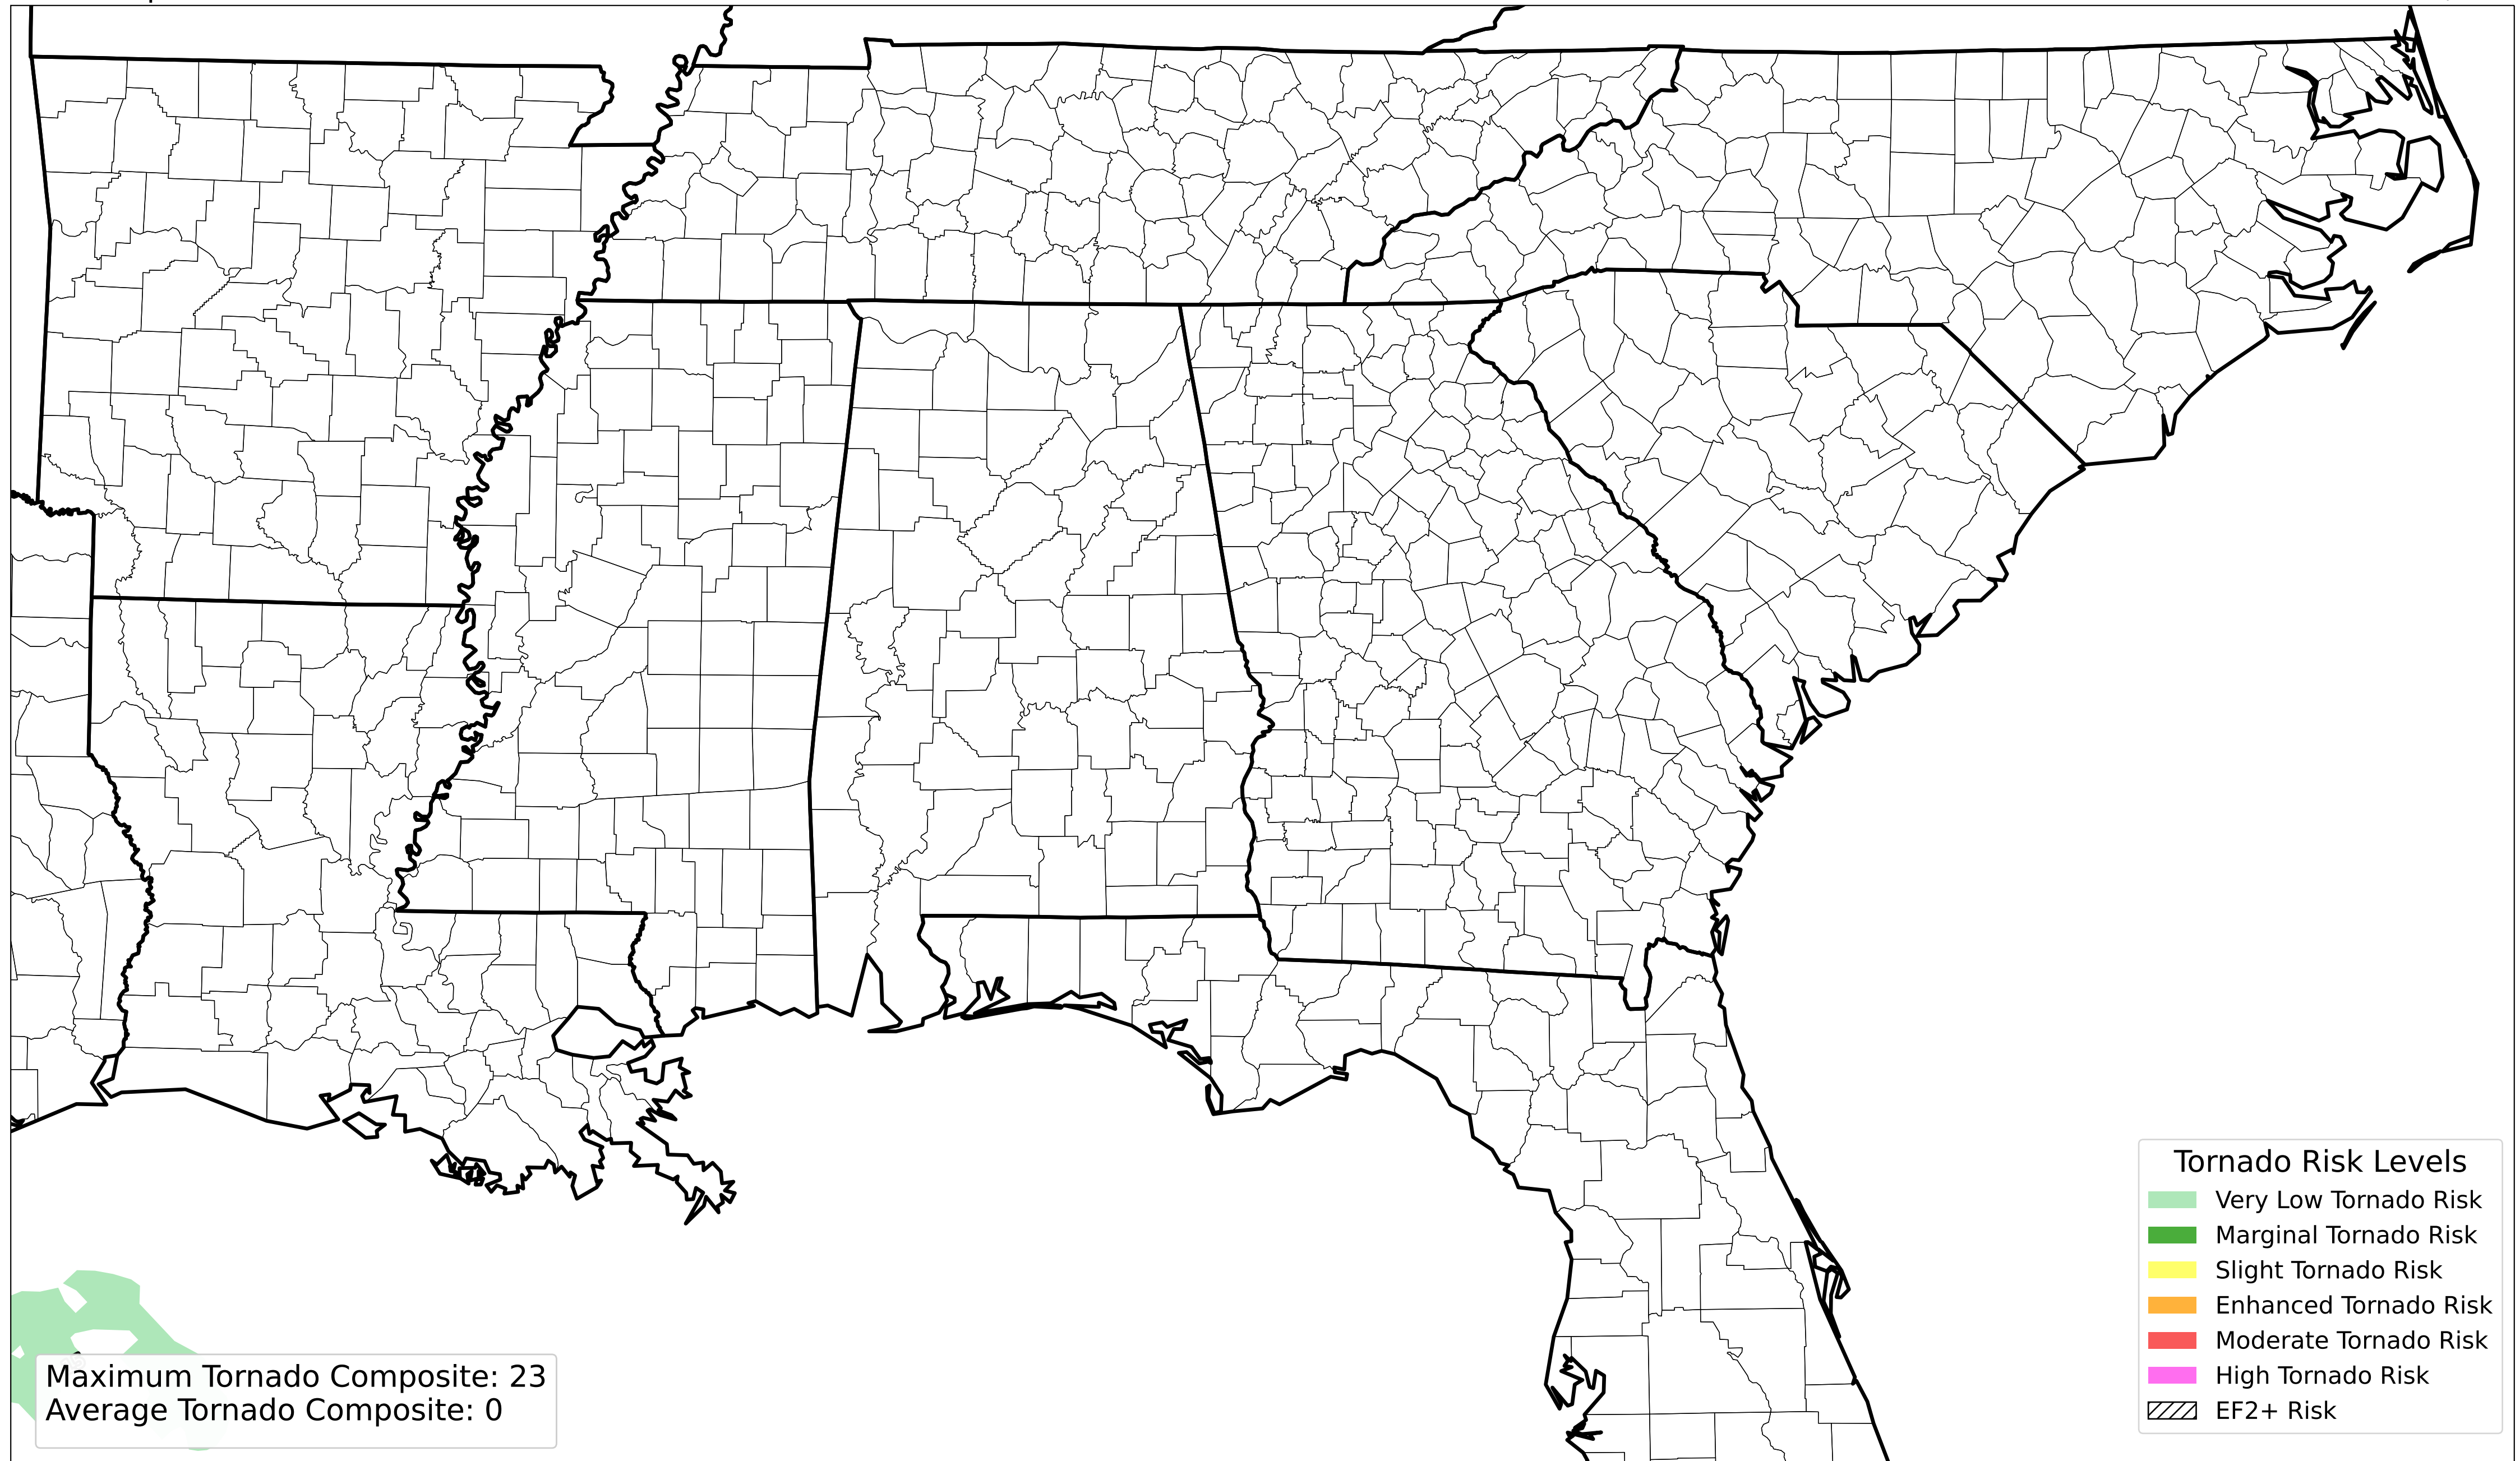 Tornado Risk Levels
Very Low Tornado Risk
Marginal Tornado Risk
Slight Tornado Risk
Enhanced Tornado Risk
Moderate Tornado Risk
High Tornado Risk
EF2+ Risk
Maximum Tornado Composite: 23
Average Tornado Composite: 0